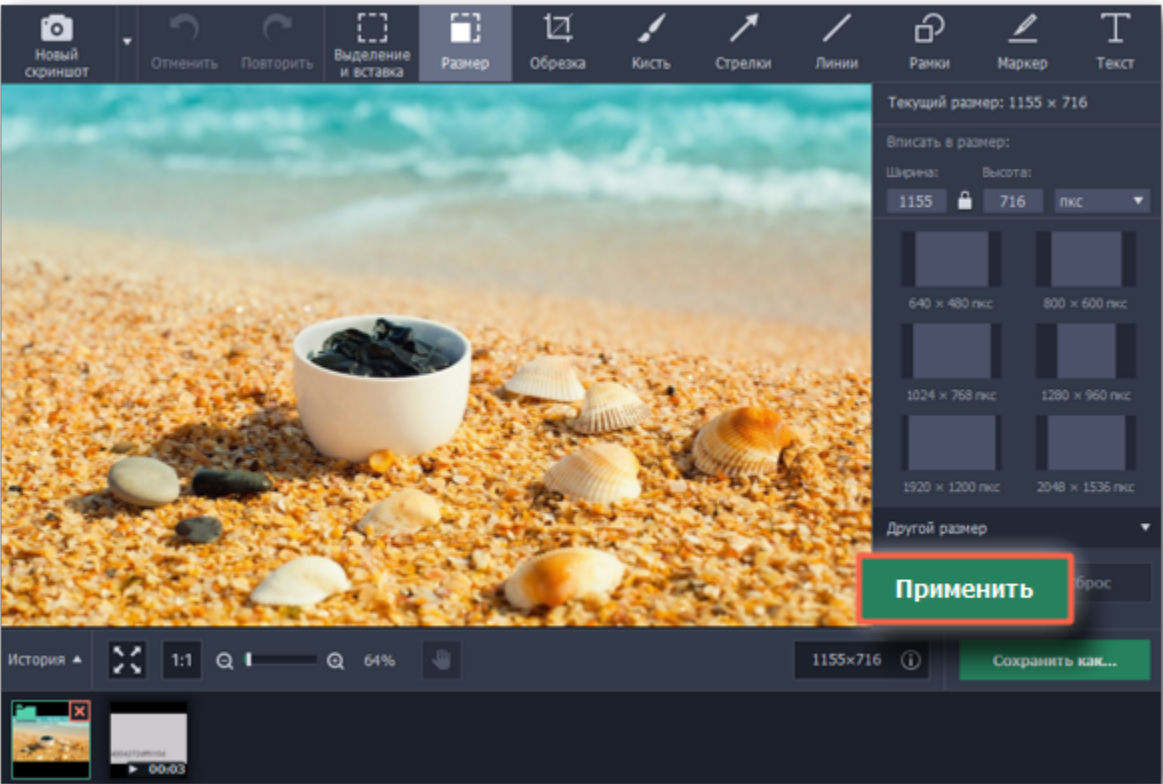 Новый
скриншот
Отменить
Повторить
Выделение
и вставка
Размер
Обрезка
Кисть
Стрелки
Линии
Рамки
Маркер
Текст
Текущий размер: 1155 × 716
Вписать в размер:
Ширина: Высота:
1155 716 пкс
640 × 480 пкс 800 × 600 пкс
1024 × 768 пкс 1280 × 960 пкс
1920 × 1200 пкс 2048 × 1536 пкс
Другой размер
Применить брос
История 1:1 64% 1155×716 Сохранить как...
00:03